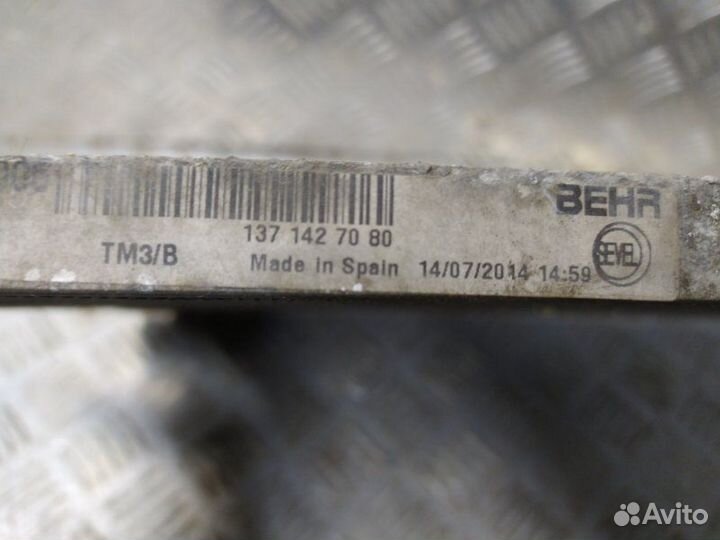 BEHR
137 142 70 80
SEVEL
TM3/B
Made in Spain
14/07/2014 14:59
Avito